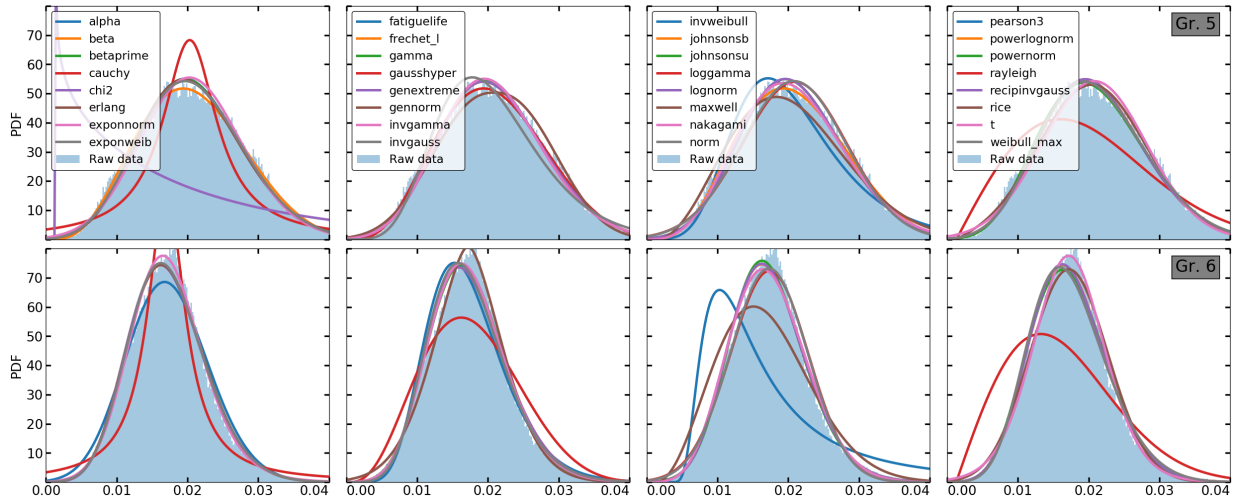 80
70
60
50
40
30
20
10
PDF
alpha
beta
betaprime
cauchy
chi2
erlang
exponnorm
exponweib
Raw data
fatiguelife
frechet_l
gamma
gausshyper
genextreme
gennorm
invgamma
invgauss
Raw data
invweibull
johnsonsb
johnsonsu
loggamma
lognorm
maxwell
nakagami
norm
Raw data
pearson3
powerlognorm
powernorm
rayleigh
recipinvgauss
rice
t
weibull_max
Raw data
Gr. 5
70
60
50
40
30
20
10
0
PDF
Gr. 6
0.00 0.01 0.02 0.03 0.04
0.00 0.01 0.02 0.03 0.04
0.00 0.01 0.02 0.03 0.04
0.00 0.01 0.02 0.03 0.04